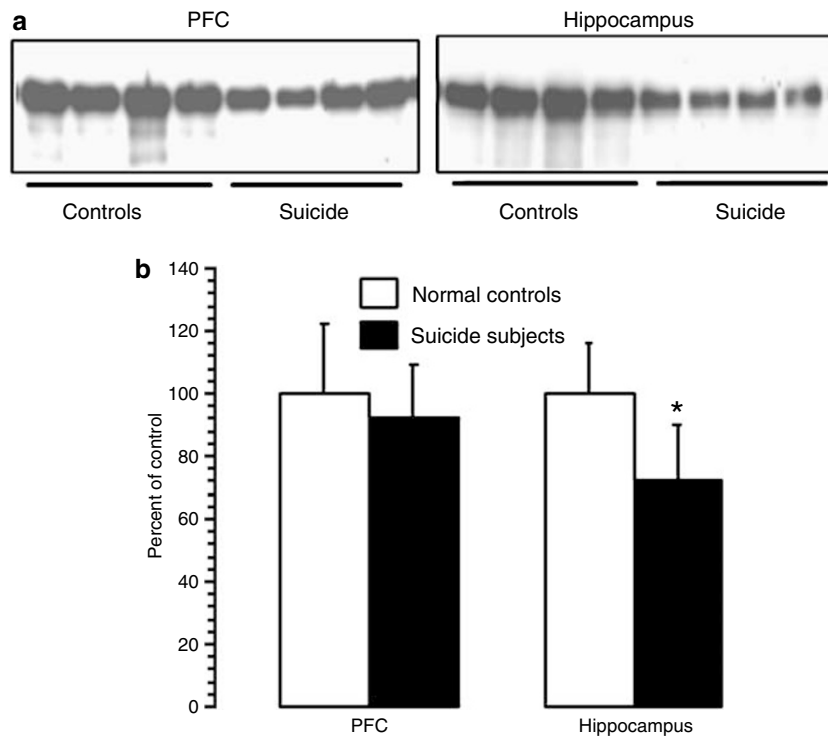 a
PFC
Hippocampus
Controls
Suicide
Controls
Suicide
b
140
120
100
80
60
40
20
0
Percent of control
Normal controls
Suicide subjects
*
PFC
Hippocampus